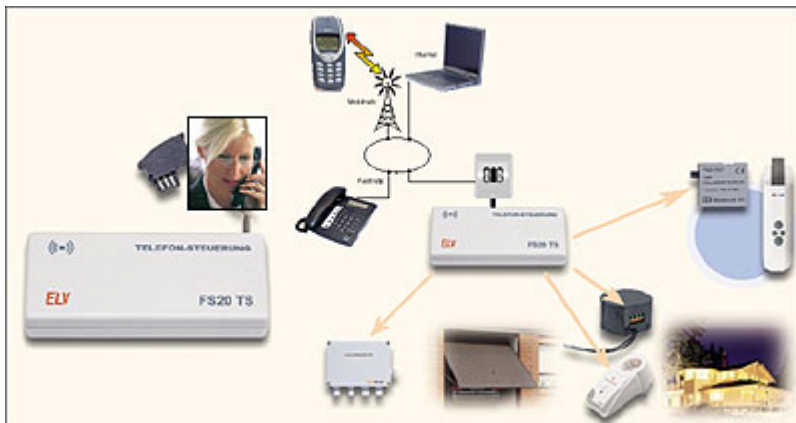 TELEFON-STEUERUNG
ELV
FS20 TS
Internet
Mobilnetz
Festnetz
TELEFON-STEUERUNG
ELV
FS20 TS